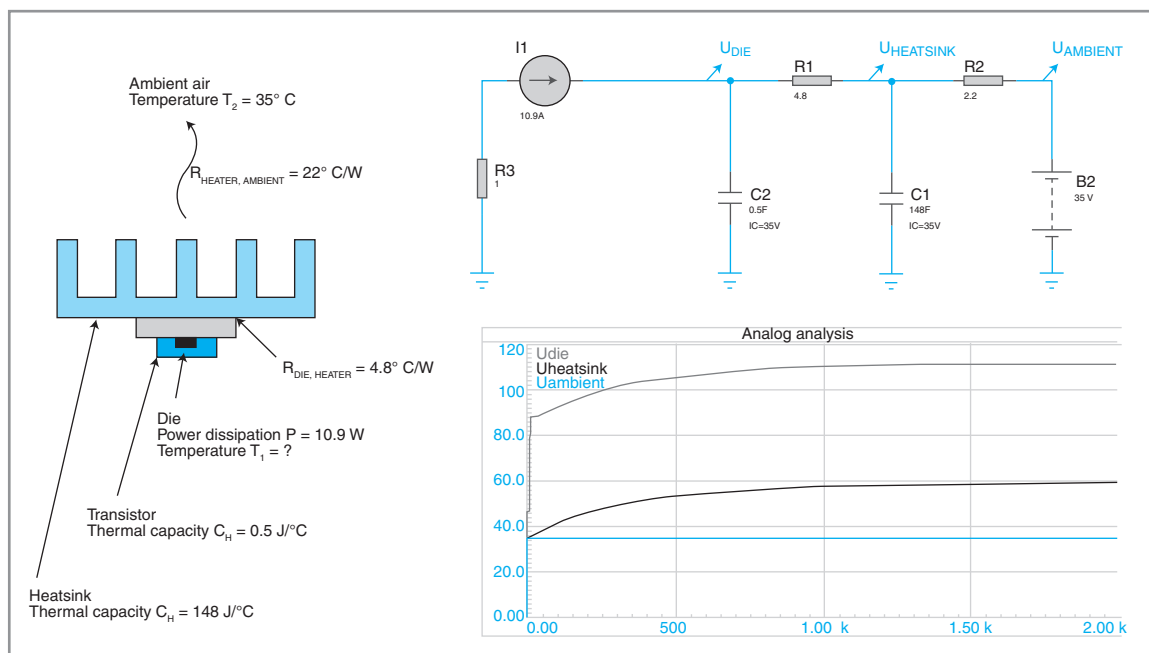 Ambient air
Temperature T2 = 35° C
RHEATER, AMBIENT = 22° C/W
RDIE, HEATER = 4.8° C/W
Die
Power dissipation P = 10.9 W
Temperature T1 = ?
Transistor
Thermal capacity CH = 0.5 J/°C
Heatsink
Thermal capacity CH = 148 J/°C
I1
10.9A
UDIE
R1
4.8
UHEATSINK
R2
2.2
UAMBIENT
R3
1
C2
0.5F
IC=35V
C1
148F
IC=35V
B2
35 V
Analog analysis
Udie
Uheatsink
Uambient
120
100
80.0
60.0
40.0
20.0
0.00
0.00 500 1.00 k 1.50 k 2.00 k